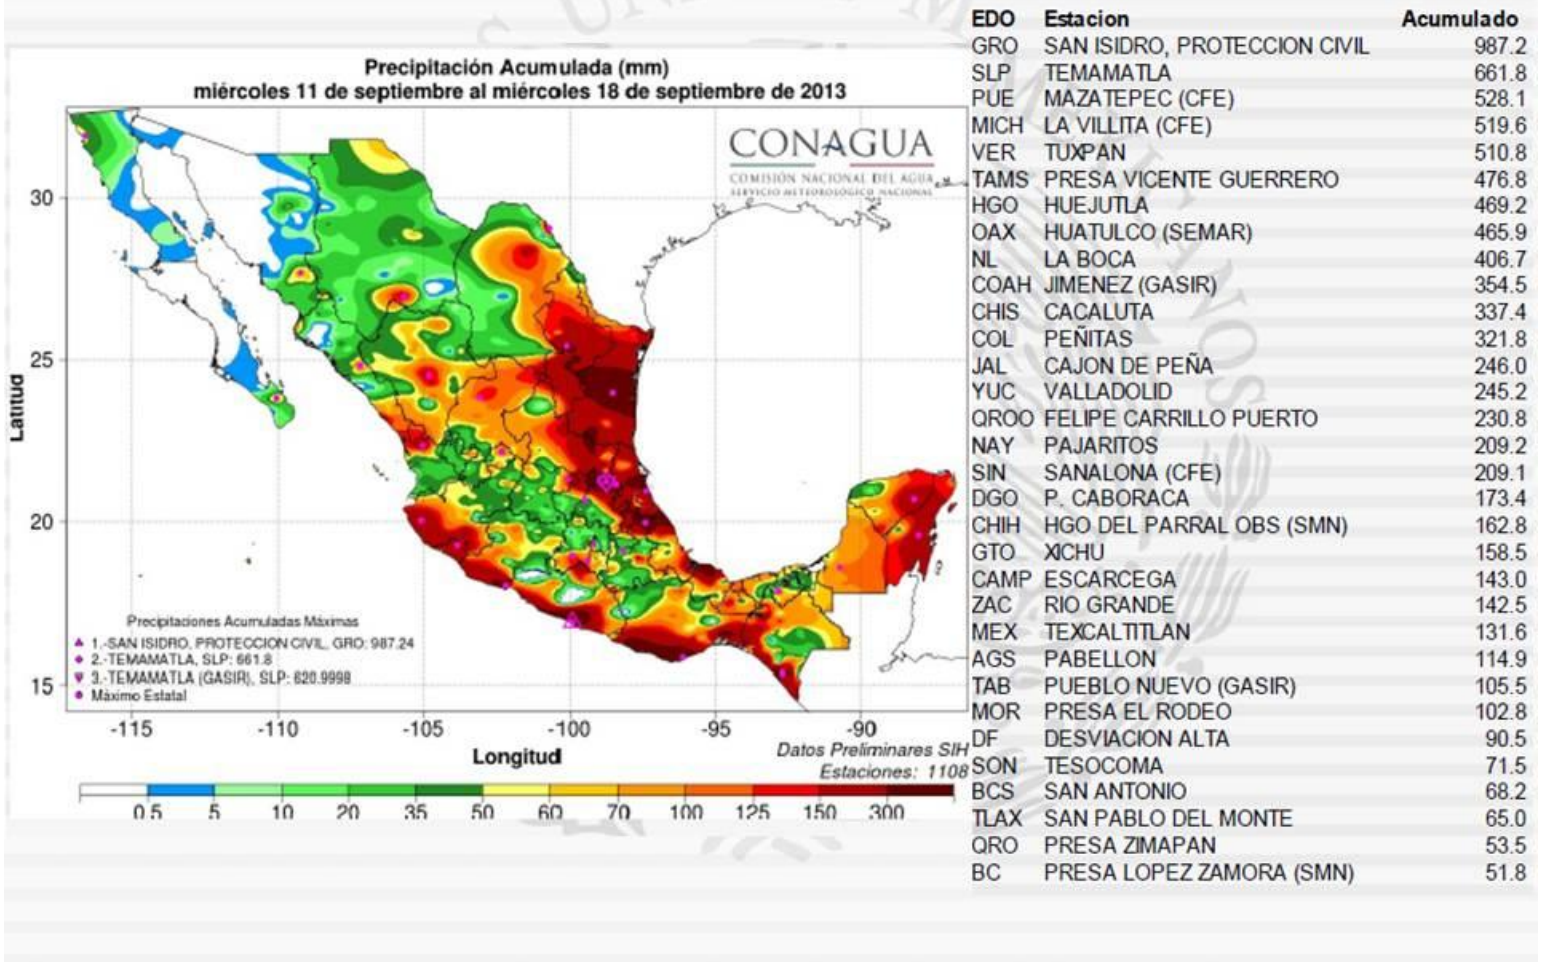 Precipitación Acumulada (mm)
miércoles 11 de septiembre al miércoles 18 de septiembre de 2013
CONAGUA
COMISIÓN NACIONAL DEL AGUA
SERVICIO METEOROLÓGICO NACIONAL
30
25
20
15
Latitud
Precipitaciones Acumuladas Máximas
1.-SAN ISIDRO, PROTECCION CIVIL, GRO: 987.24
2.-TEMAMATLA, SLP: 661.8
3.-TEMAMATLA (GASIR), SLP: 620.9998
Máximo Estatal
-115 -110 -105 -100 -95 -90
Longitud
Datos Preliminares SIH
Estaciones: 1108
0.5 5 10 20 35 50 60 70 100 125 150 300
EDO Estacion Acumulado
GRO SAN ISIDRO, PROTECCION CIVIL 987.2
SLP TEMAMATLA 661.8
PUE MAZATEPEC (CFE) 528.1
MICH LA VILLITA (CFE) 519.6
VER TUXPAN 510.8
TAMS PRESA VICENTE GUERRERO 476.8
HGO HUEJUTLA 469.2
OAX HUATULCO (SEMAR) 465.9
NL LA BOCA 406.7
COAH JIMENEZ (GASIR) 354.5
CHIS CACALUTA 337.4
COL PEÑITAS 321.8
JAL CAJON DE PEÑA 246.0
YUC VALLADOLID 245.2
QROO FELIPE CARRILLO PUERTO 230.8
NAY PAJARITOS 209.2
SIN SANALONA (CFE) 209.1
DGO P. CABORACA 173.4
CHIH HGO DEL PARRAL OBS (SMN) 162.8
GTO XICHU 158.5
CAMP ESCARCEGA 143.0
ZAC RIO GRANDE 142.5
MEX TEXCALTITLAN 131.6
AGS PABELLON 114.9
TAB PUEBLO NUEVO (GASIR) 105.5
MOR PRESA EL RODEO 102.8
DF DESVIACION ALTA 90.5
SON TESOCOMA 71.5
BCS SAN ANTONIO 68.2
TLAX SAN PABLO DEL MONTE 65.0
QRO PRESA ZIMAPAN 53.5
BC PRESA LOPEZ ZAMORA (SMN) 51.8